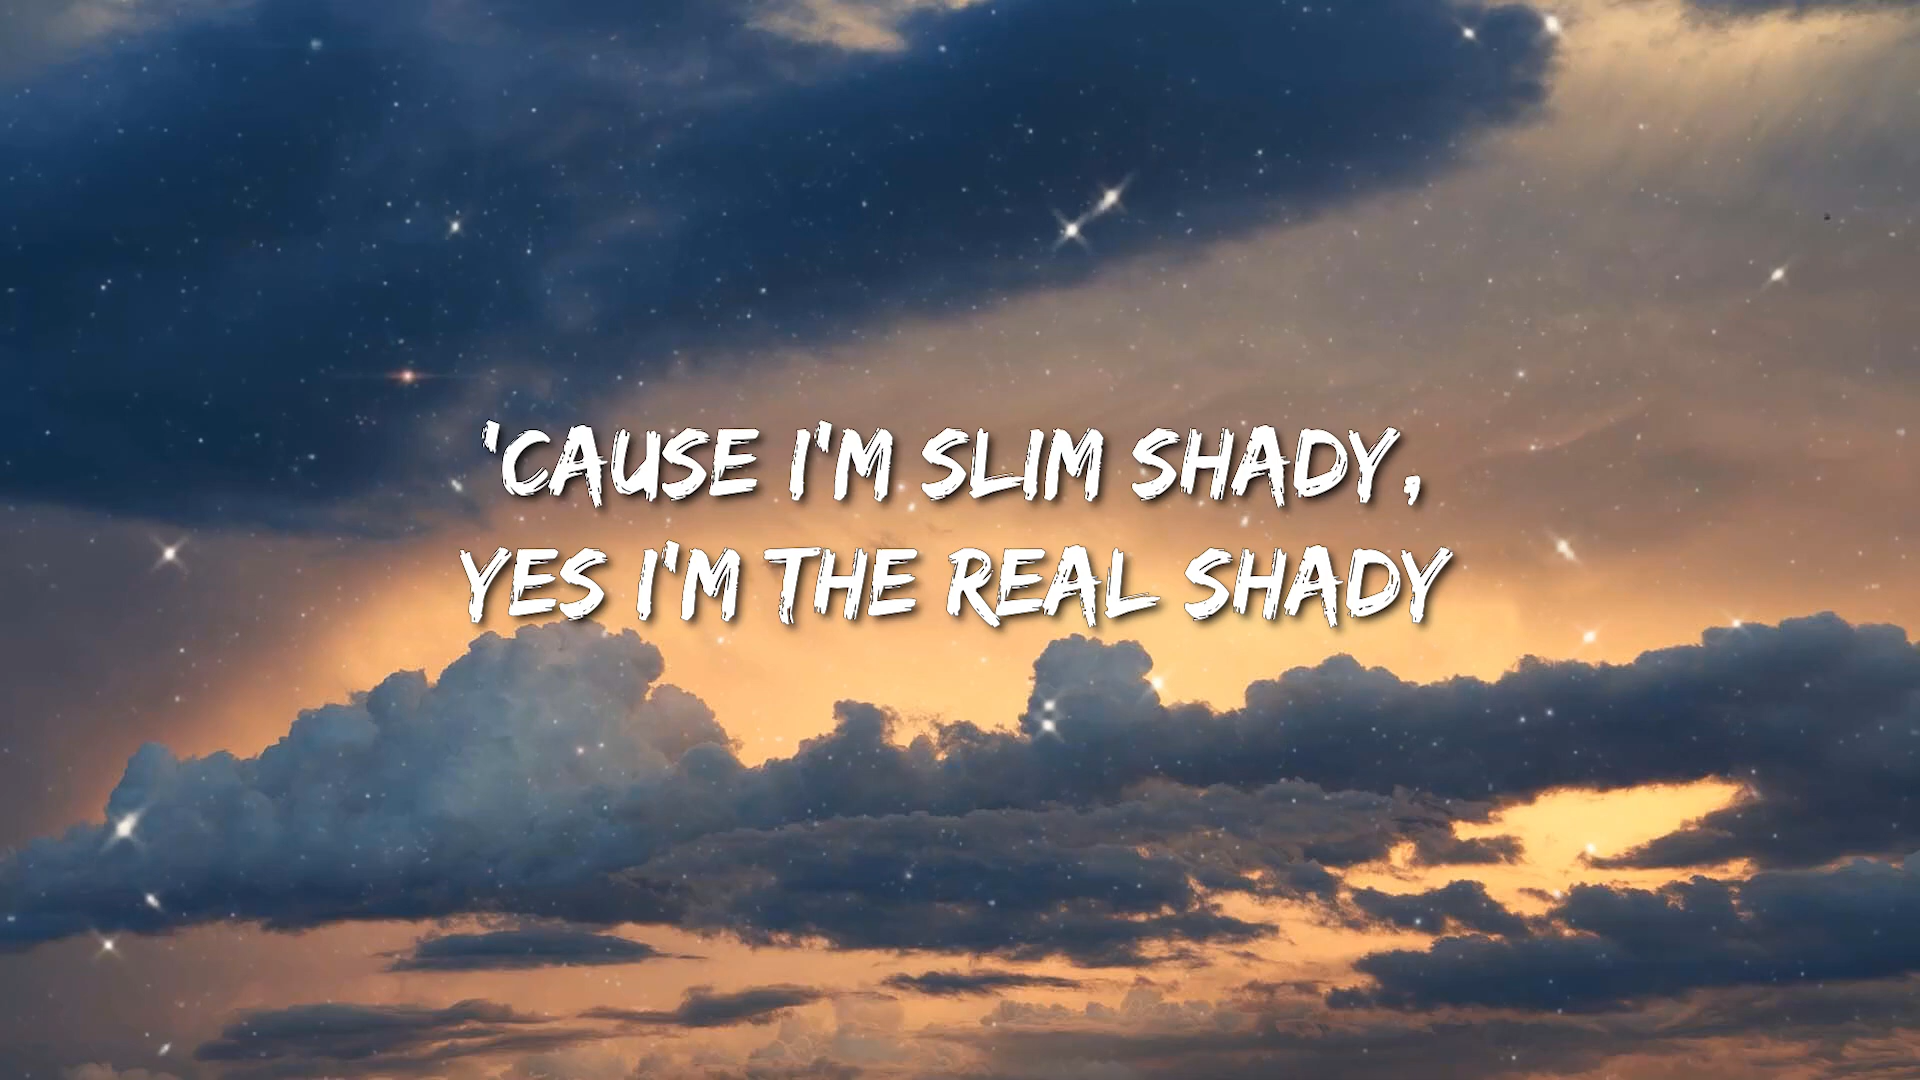 'CAUSE I'M SLIM SHADY,
YES I'M THE REAL SHADY